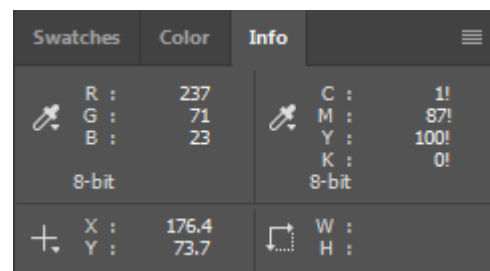 Swatches Color Info
R : 237 C : 1!
G : 71 M : 87!
B : 23 Y : 100!
K : 0!
8-bit 8-bit
X : 176.4 W :
Y : 73.7 H :